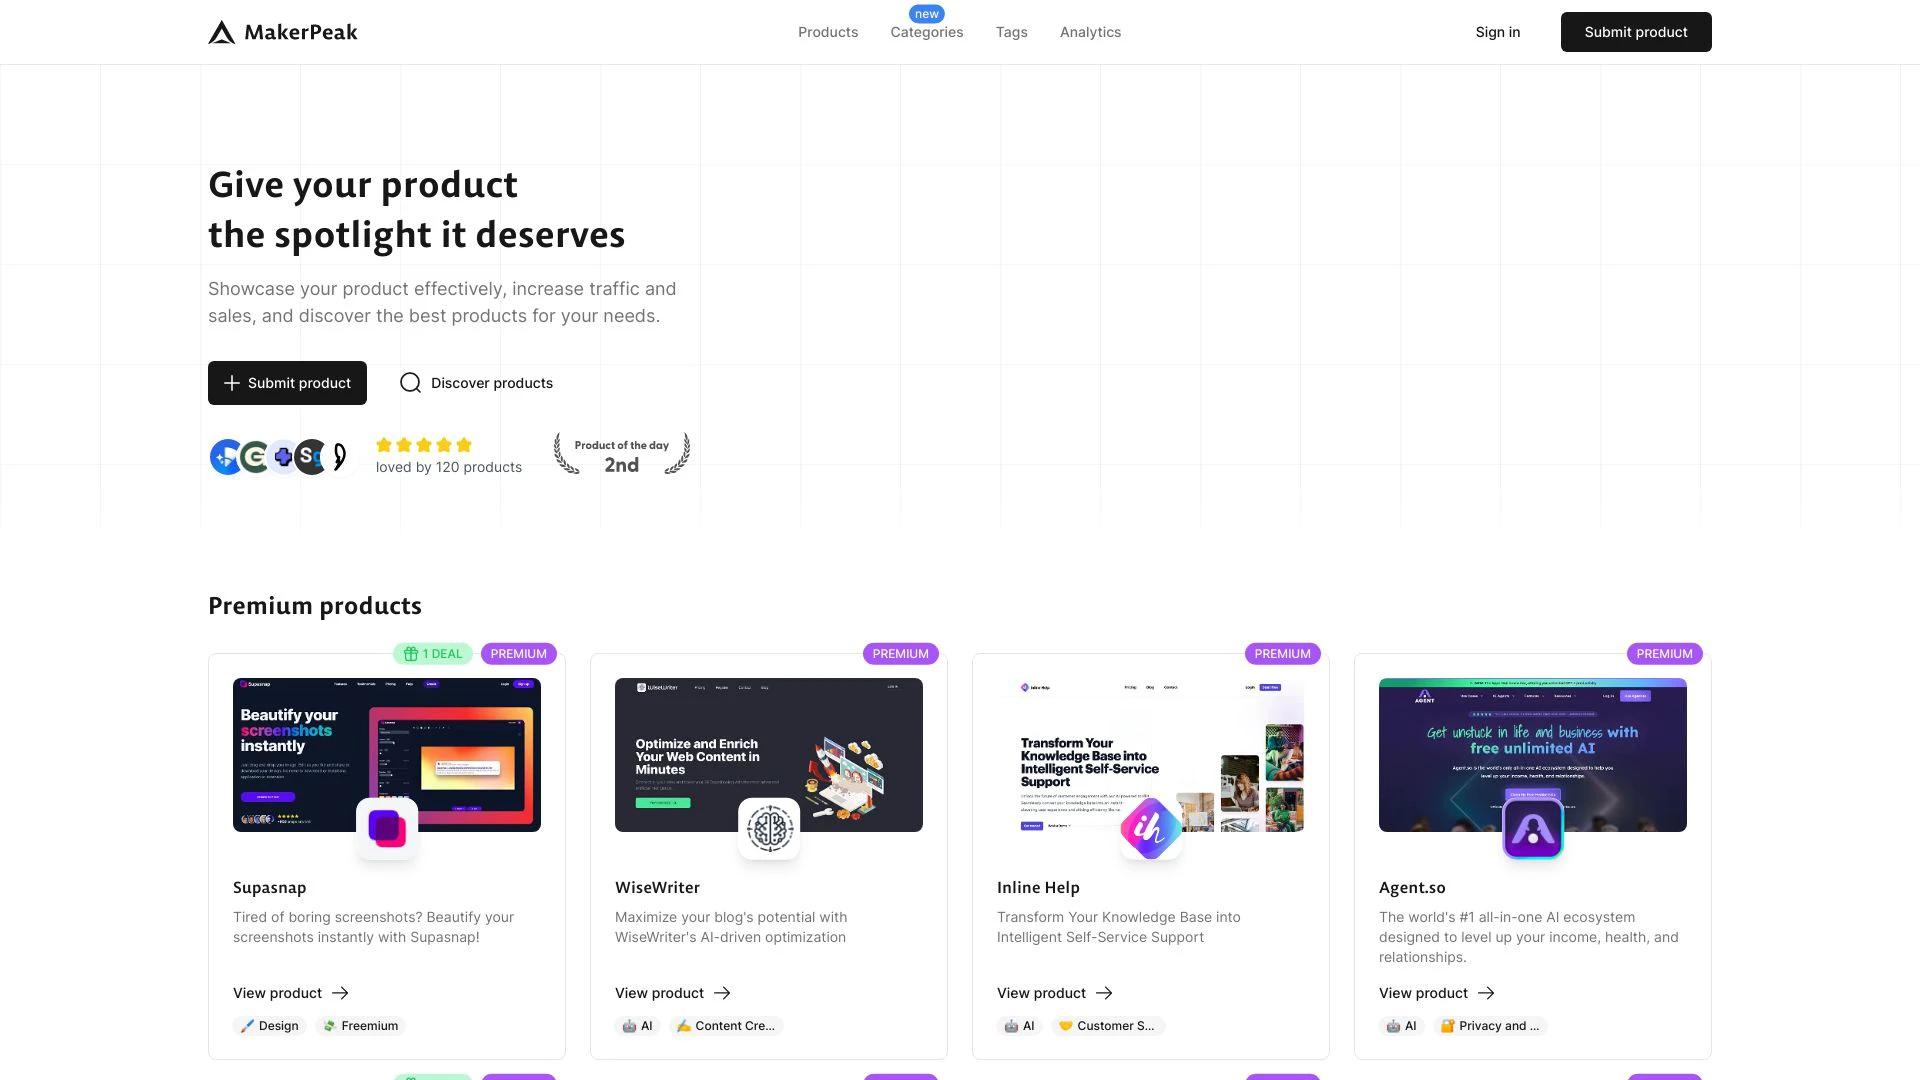 MakerPeak
Products
new
Categories
Tags
Analytics
Sign in
Submit product
Give your product
the spotlight it deserves
Showcase your product effectively, increase traffic and
sales, and discover the best products for your needs.
Submit product
Discover products
loved by 120 products
Product of the day
2nd
Premium products
1 DEAL
PREMIUM
Supasnap
Beautify your
screenshots
instantly
Supasnap
Tired of boring screenshots? Beautify your
screenshots instantly with Supasnap!
View product
Design
Freemium
PREMIUM
WiseWriter
Optimize and Enrich
Your Web Content in
Minutes
WiseWriter
Maximize your blog's potential with
WiseWriter's AI-driven optimization
View product
AI
Content Cre...
PREMIUM
Inline Help
Transform Your
Knowledge Base into
Intelligent Self-Service
Support
Inline Help
Transform Your Knowledge Base into
Intelligent Self-Service Support
View product
AI
Customer S...
PREMIUM
AGENT
Get unstuck in life and business with
free unlimited AI
Agent.so
The world's #1 all-in-one AI ecosystem
designed to level up your income, health, and
relationships.
View product
AI
Privacy and ...